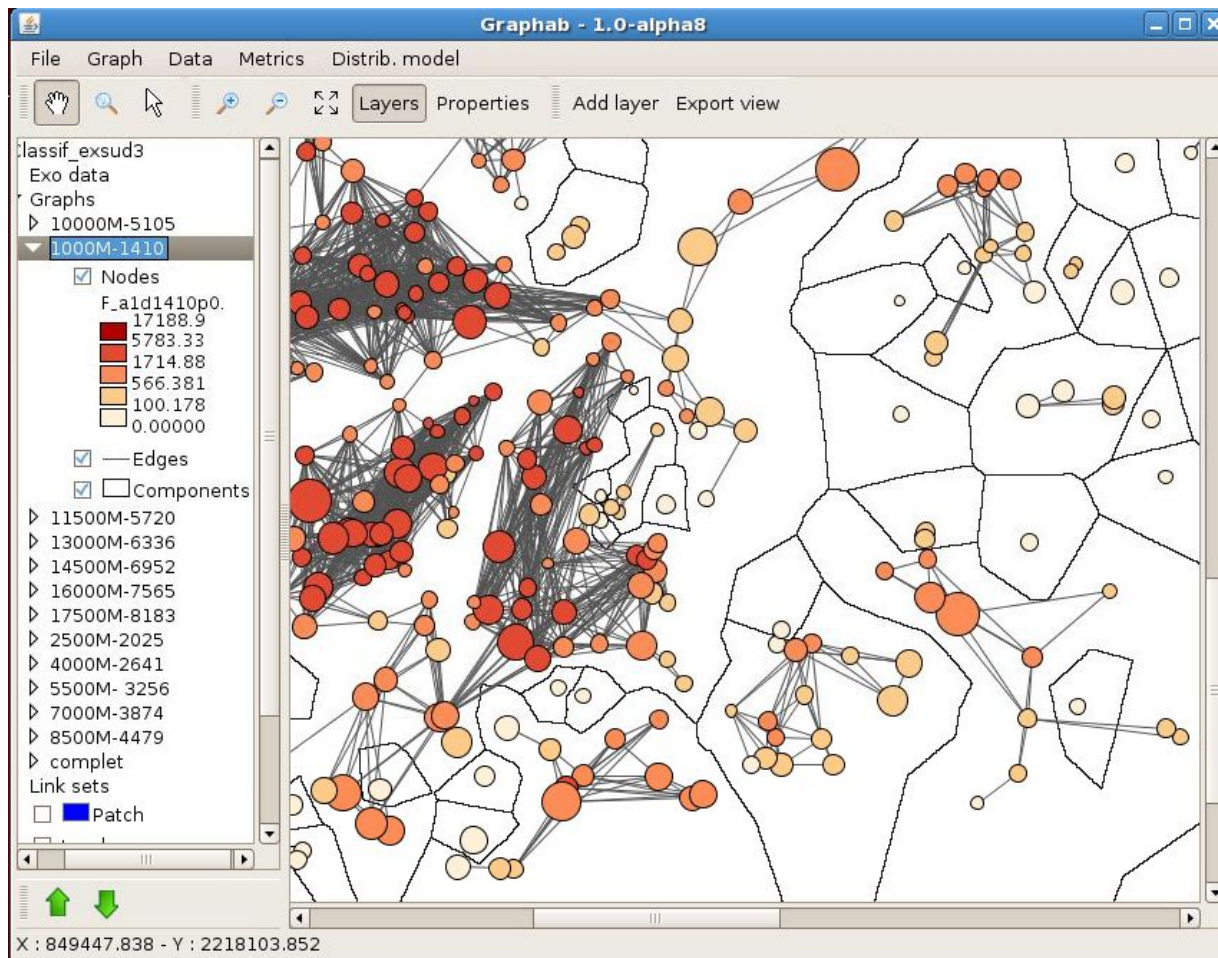 Graphab - 1.0-alpha8
File Graph Data Metrics Distrib. model
Layers Properties Add layer Export view
Classif_exsud3
Exo data
Graphs
10000M-5105
1000M-1410
Nodes
F_a1d1410p0.
17188.9
5783.33
1714.88
566.381
100.178
0.00000
Edges
Components
11500M-5720
13000M-6336
14500M-6952
16000M-7565
17500M-8183
2500M-2025
4000M-2641
5500M- 3256
7000M-3874
8500M-4479
complet
Link sets
Patch
X : 849447.838 - Y : 2218103.852